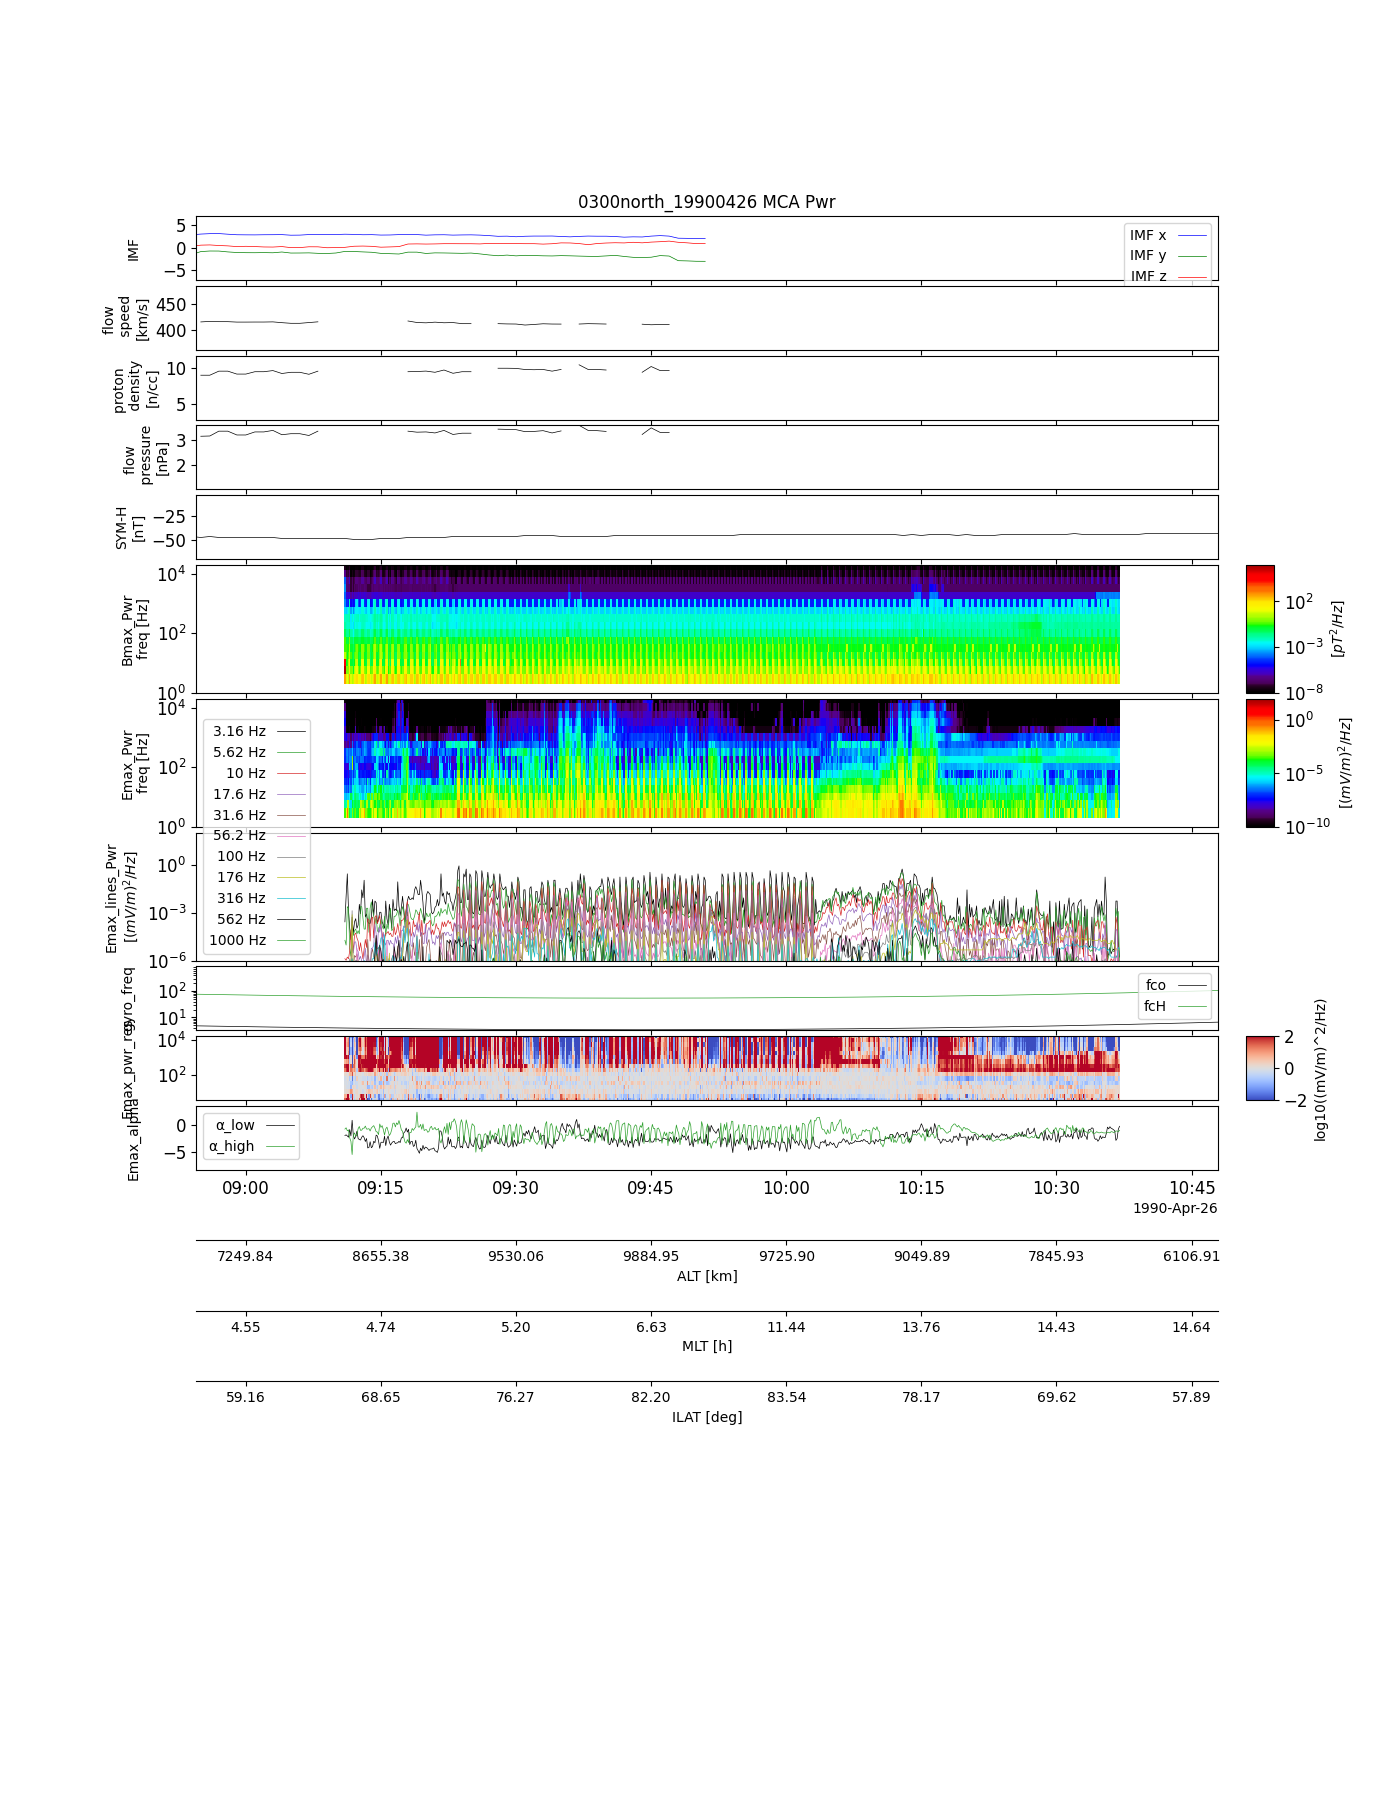 0300north_19900426 MCA Pwr
IMF
5
0
−5
IMF x
IMF y
IMF z
flow
speed
[km/s]
450
400
proton
density
[n/cc]
10
5
flow
pressure
[nPa]
3
2
SYM-H
[nT]
−25
−50
Bmax_Pwr
freq [Hz]
10^4
10^2
10^0
10^2
10^−3
10^−8
[pT^2/Hz]
Emax_Pwr
freq [Hz]
10^4
10^2
10^0
10^0
10^−5
10^−10
[(mV/m)^2/Hz]
3.16 Hz
5.62 Hz
10 Hz
17.6 Hz
31.6 Hz
56.2 Hz
100 Hz
176 Hz
316 Hz
562 Hz
1000 Hz
Emax_lines_Pwr
[(mV/m)^2/Hz]
10^0
10^−3
10^−6
gyro_freq
10^2
10^1
fco
fcH
Emax_pwr_reg
10^4
10^2
2
0
−2
log10((mV/m)^2/Hz)
Emax_alpha
0
−5
α_low
α_high
09:00 09:15 09:30 09:45 10:00 10:15 10:30 10:45
1990-Apr-26
7249.84 8655.38 9530.06 9884.95 9725.90 9049.89 7845.93 6106.91
ALT [km]
4.55 4.74 5.20 6.63 11.44 13.76 14.43 14.64
MLT [h]
59.16 68.65 76.27 82.20 83.54 78.17 69.62 57.89
ILAT [deg]